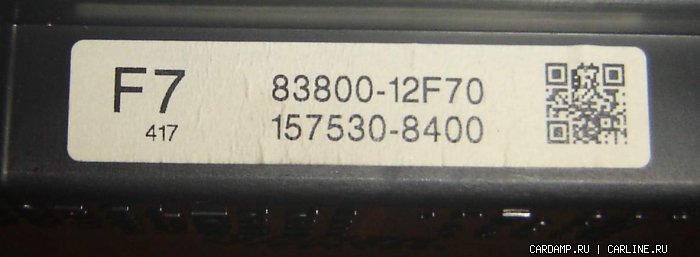 F7
417
83800-12F70
157530-8400
CARDAMP.RU | CARLINE.RU